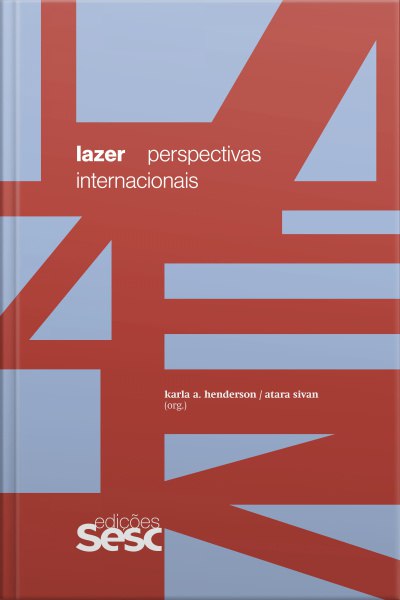 lazer perspectivas
internacionais
karla a. henderson / atara sivan
(org.)
edições
Sesc